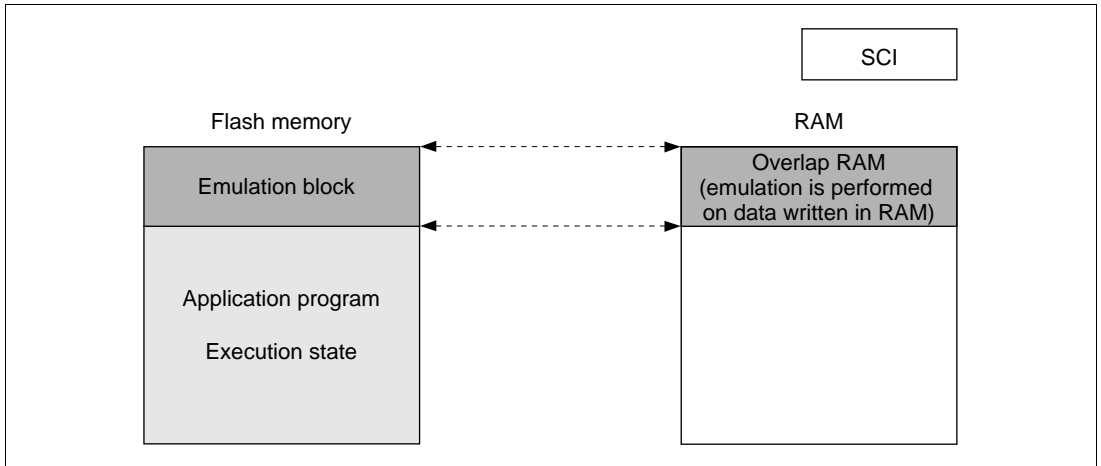 SCI
Flash memory
RAM
Emulation block
Overlap RAM
(emulation is performed
on data written in RAM)
Application program
Execution state